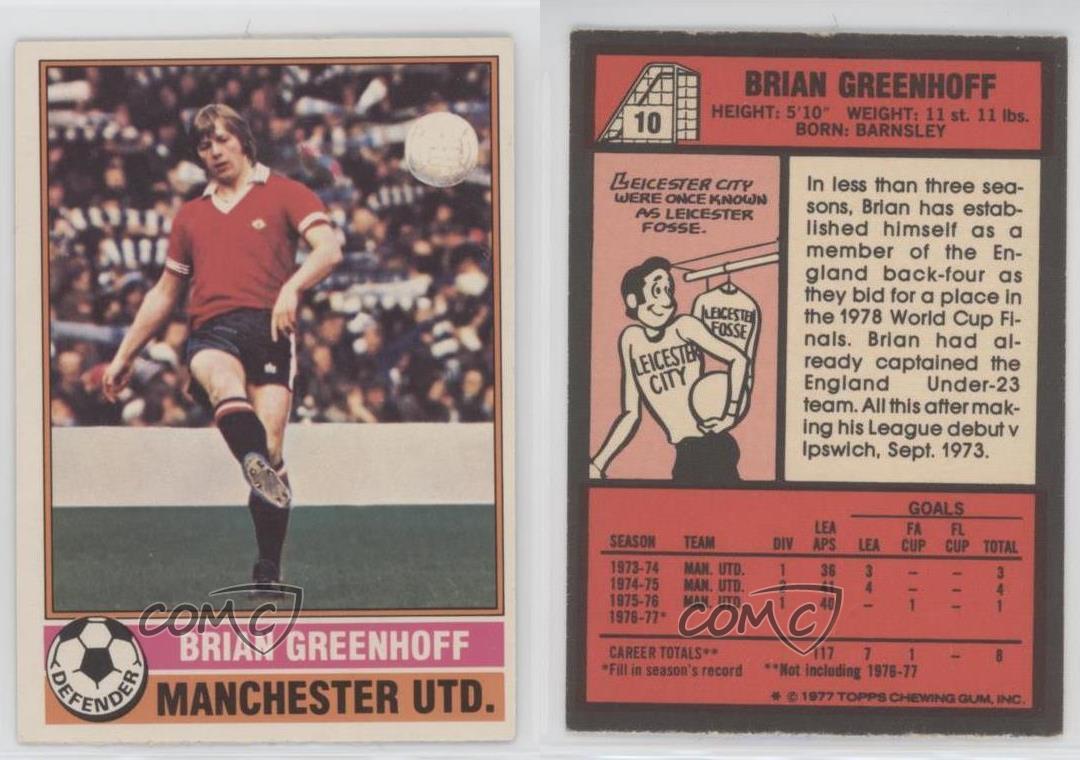 BRIAN GREENHOFF
DEFENDER
MANCHESTER UTD.
COMC
10
BRIAN GREENHOFF
HEIGHT: 5'10" WEIGHT: 11 st. 11 lbs.
BORN: BARNSLEY
LEICESTER CITY
WERE ONCE KNOWN
AS LEICESTER
FOSSE.
LEICESTER
FOSSE
LEICESTER
CITY
In less than three sea-
sons, Brian has estab-
lished himself as a
member of the En-
gland back-four as
they bid for a place in
the 1978 World Cup Fi-
nals. Brian had al-
ready captained the
England Under-23
team. All this after mak-
ing his League debut v
Ipswich, Sept. 1973.
GOALS
LEA FA FL
SEASON TEAM DIV APS LEA CUP CUP TOTAL
1973-74 MAN. UTD. 1 36 3 – – 3
1974-75 MAN. UTD. 2 41 4 – – 4
1975-76 MAN. UTD. 1 40 – 1 – 1
1976-77*
CAREER TOTALS** 117 7 1 – 8
*Fill in season's record **Not including 1976-77
* © 1977 TOPPS CHEWING GUM, INC.
COMC